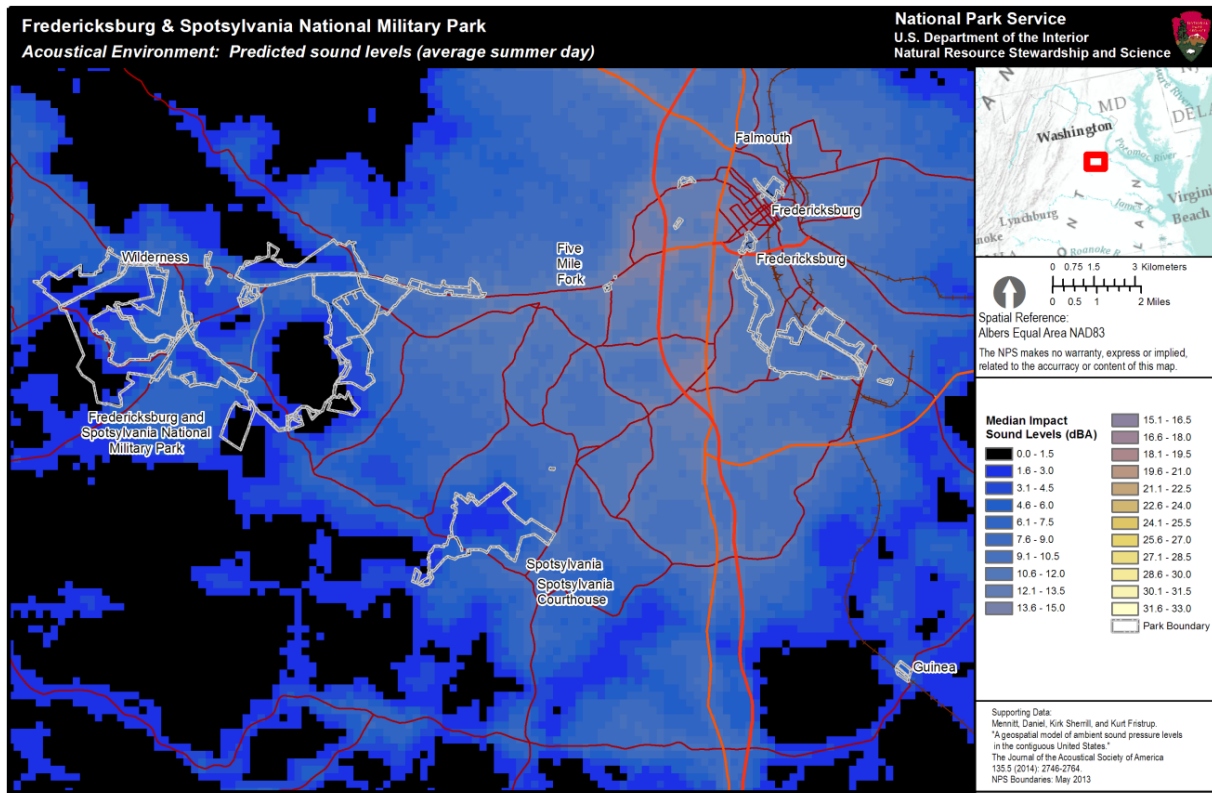 Fredericksburg & Spotsylvania National Military Park
Acoustical Environment: Predicted sound levels (average summer day)
National Park Service
U.S. Department of the Interior
Natural Resource Stewardship and Science
Falmouth
Fredericksburg
Fredericksburg
Five
Mile
Fork
Wilderness
Fredericksburg and
Spotsylvania National
Military Park
Spotsylvania
Spotsylvania
Courthouse
Guinea
MD
DELA
Washington
Potomac River
Virgini
Beach
James R
Lynchburg
noke
Roanoke R
0 0.75 1.5 3 Kilometers
0 0.5 1 2 Miles
Spatial Reference:
Albers Equal Area NAD83
The NPS makes no warranty, express or implied,
related to the accurracy or content of this map.
Median Impact
Sound Levels (dBA)
0.0 - 1.5
1.6 - 3.0
3.1 - 4.5
4.6 - 6.0
6.1 - 7.5
7.6 - 9.0
9.1 - 10.5
10.6 - 12.0
12.1 - 13.5
13.6 - 15.0
15.1 - 16.5
16.6 - 18.0
18.1 - 19.5
19.6 - 21.0
21.1 - 22.5
22.6 - 24.0
24.1 - 25.5
25.6 - 27.0
27.1 - 28.5
28.6 - 30.0
30.1 - 31.5
31.6 - 33.0
Park Boundary
Supporting Data:
Mennitt, Daniel, Kirk Sherrill, and Kurt Fristrup.
"A geospatial model of ambient sound pressure levels
in the contiguous United States."
The Journal of the Acoustical Society of America
135.5 (2014): 2746-2764.
NPS Boundaries: May 2013